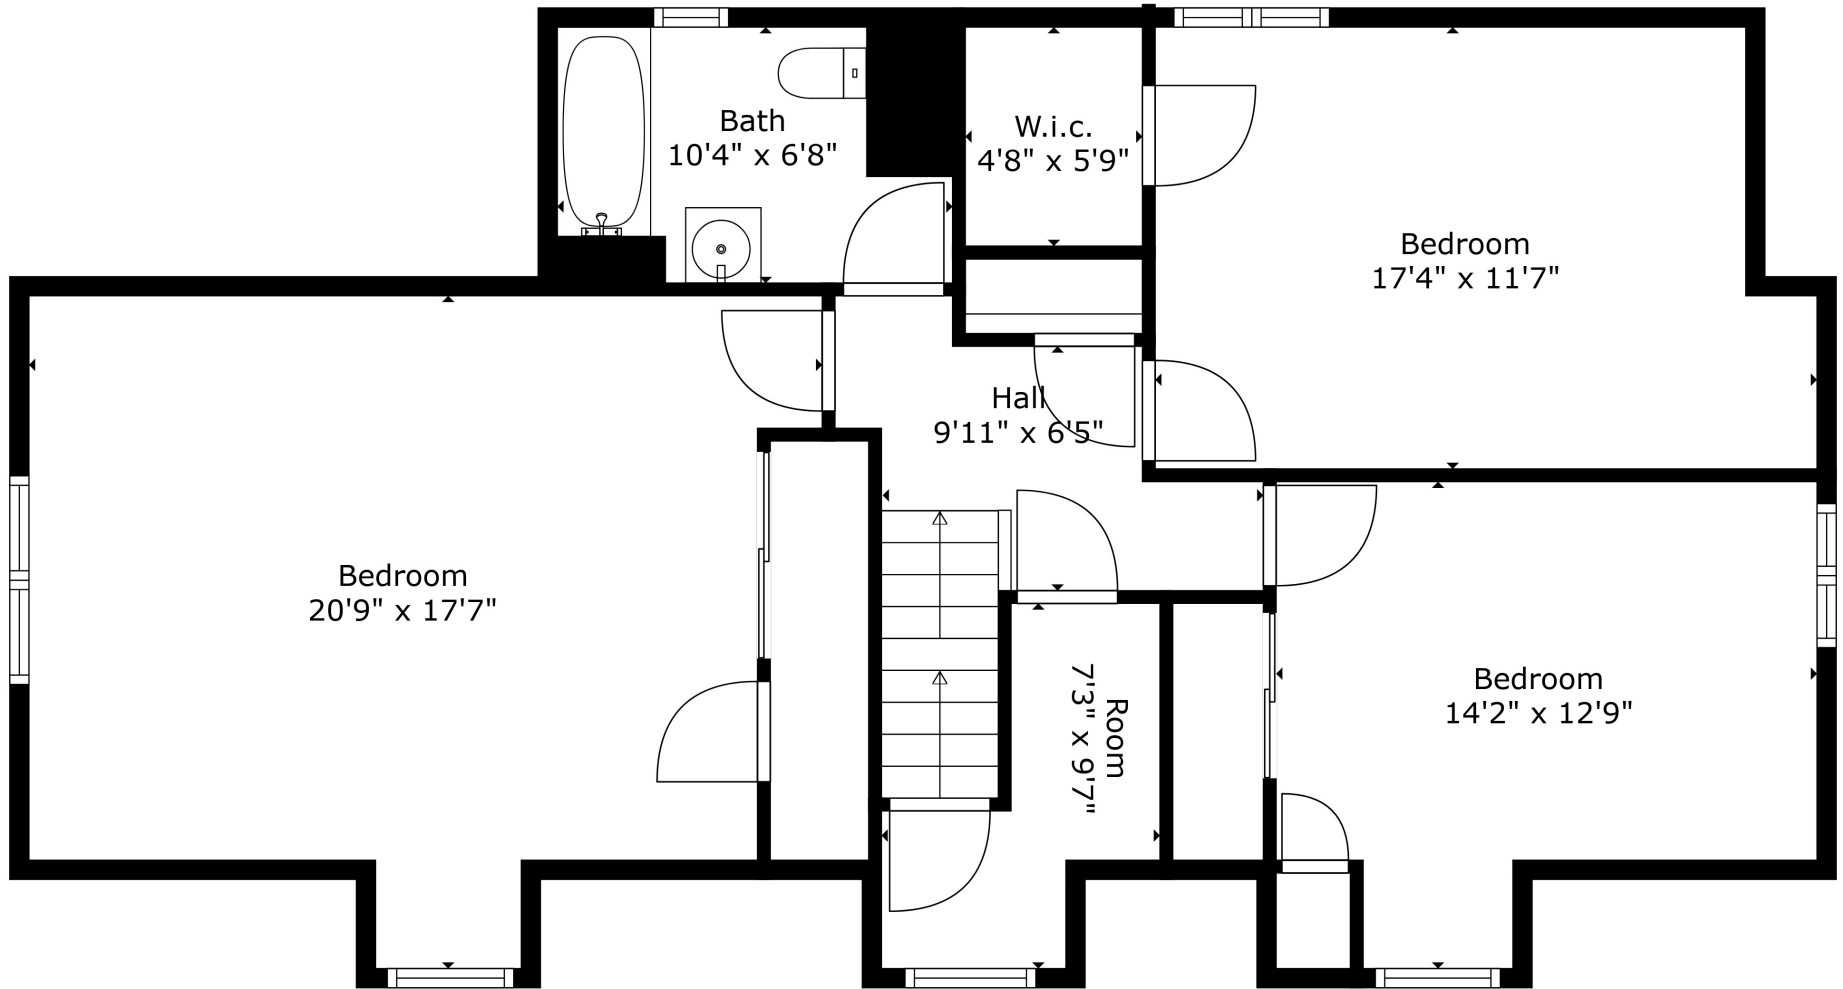 Bath
10'4" x 6'8"
W.i.c.
4'8" x 5'9"
Bedroom
17'4" x 11'7"
Hall
9'11" x 6'5"
Bedroom
20'9" x 17'7"
Room
7'3" x 9'7"
Bedroom
14'2" x 12'9"